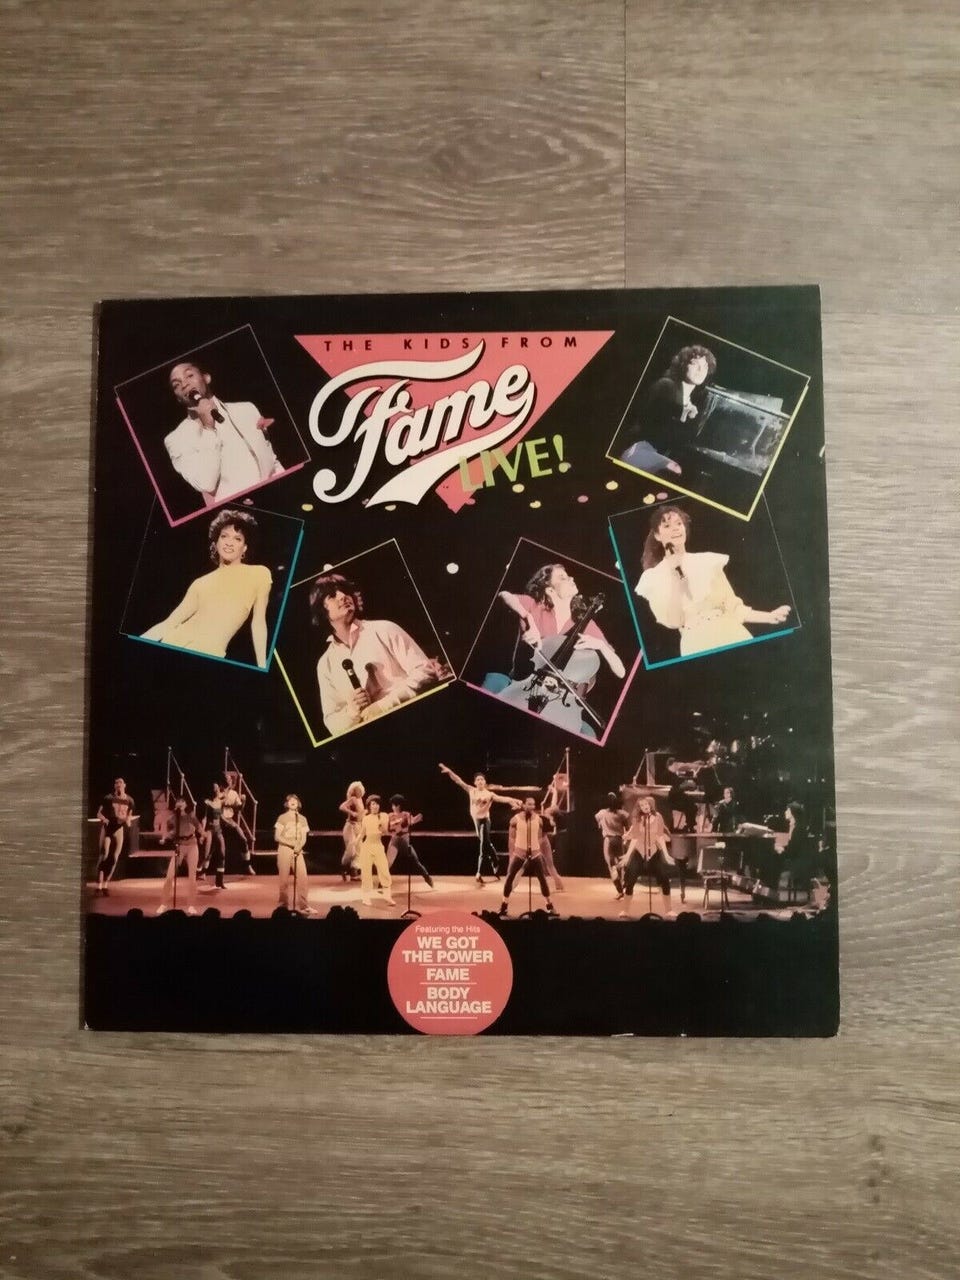 THE KIDS FROM
Fame
LIVE!
Featuring the Hits
WE GOT
THE POWER
FAME
BODY
LANGUAGE